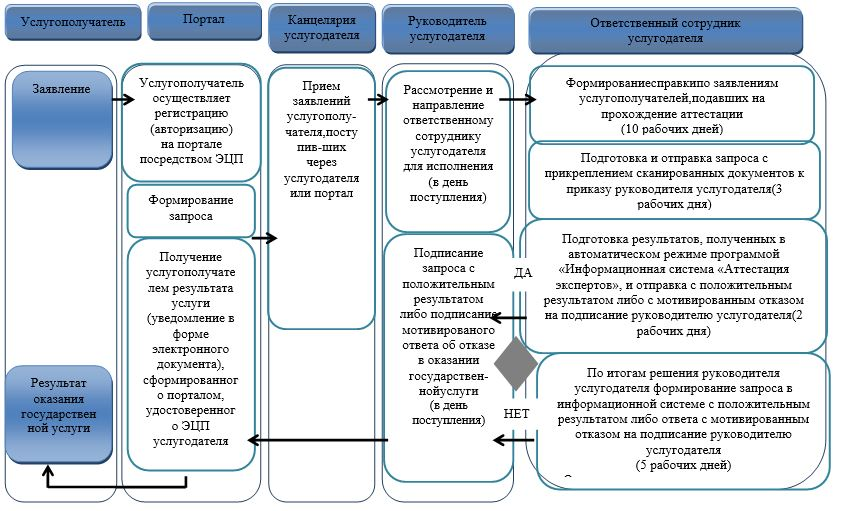 Услугополучатель
Портал
Канцелярия
услугодателя
Руководитель
услугодателя
Ответственный сотрудник
услугодателя
Заявление
Услугополучатель
осуществляет
регистрацию
(авторизацию)
на портале
посредством ЭЦП
Формирование
запроса
Получение
услугополучате
лем результата
услуги
(уведомление в
форме
электронного
документа),
сформированног
о порталом,
удостоверенног
о ЭЦП
услугодателя
Результат
оказания
государствен
ной услуги
Прием
заявлений
услугополу-
чателя,посту
пив-ших
через
услугодателя
или портал
Рассмотрение и
направление
ответственному
сотруднику
услугодателя
для исполнения
(в день
поступления)
Подписание
запроса с
положительным
результатом
либо подписание
мотивированого
ответа об отказе
в оказании
государствен-
нойуслуги
(в день
поступления)
ДА
НЕТ
Формированиесправкипо заявлениям
услугополучателей,подавших на
прохождение аттестации
(10 рабочих дней)
Подготовка и отправка запроса с
прикреплением сканированных документов к
приказу руководителя услугодателя(3
рабочих дня)
Подготовка результатов, полученных в
автоматическом режиме программой
«Информационная система «Аттестация
экспертов», и отправка с положительным
результатом либо с мотивированным отказом
на подписание руководителю услугодателя(2
рабочих дня)
По итогам решения руководителя
услугодателя формирование запроса в
информационной системе с положительным
результатом либо ответа с мотивированным
отказом на подписание руководителю
услугодателя
(5 рабочих дней)